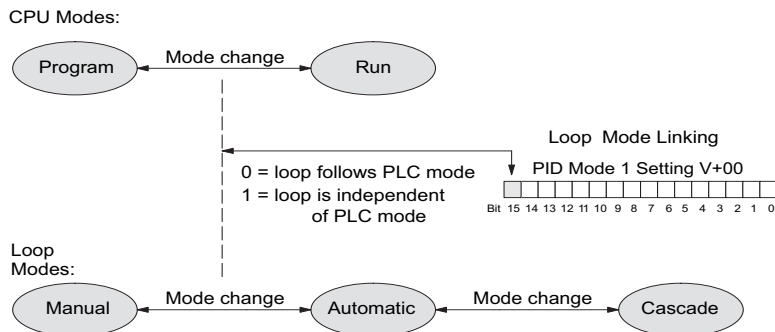 CPU Modes:
Program
Mode change
Run
Loop Mode Linking
0 = loop follows PLC mode
PID Mode 1 Setting V+00
1 = loop is independent
of PLC mode
Bit 15 14 13 12 11 10 9 8 7 6 5 4 3 2 1 0
Loop
Modes:
Manual
Mode change
Automatic
Mode change
Cascade